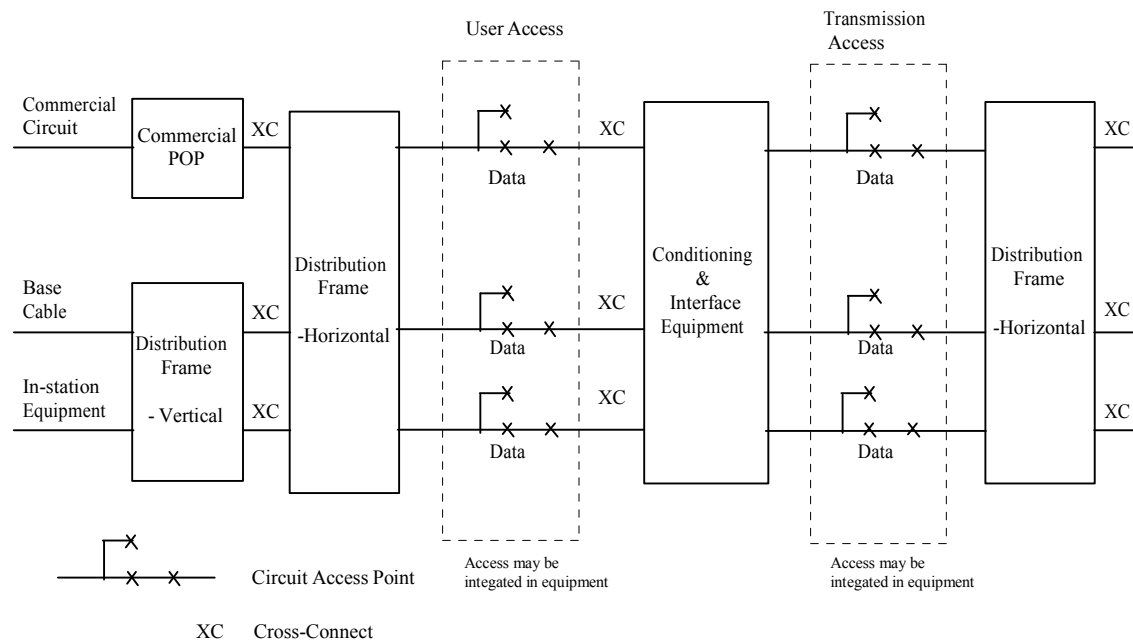 User Access
Transmission
Access
Commercial
Circuit
Commercial
POP
XC
XC
XC
Data
Data
Base
Cable
Distribution
Frame
- Vertical
XC
Distribution
Frame
-Horizontal
XC
Conditioning
&
Interface
Equipment
Distribution
Frame
-Horizontal
XC
Data
Data
In-station
Equipment
XC
XC
XC
Data
Data
Access may be
integated in equipment
Access may be
integated in equipment
Circuit Access Point
XC Cross-Connect